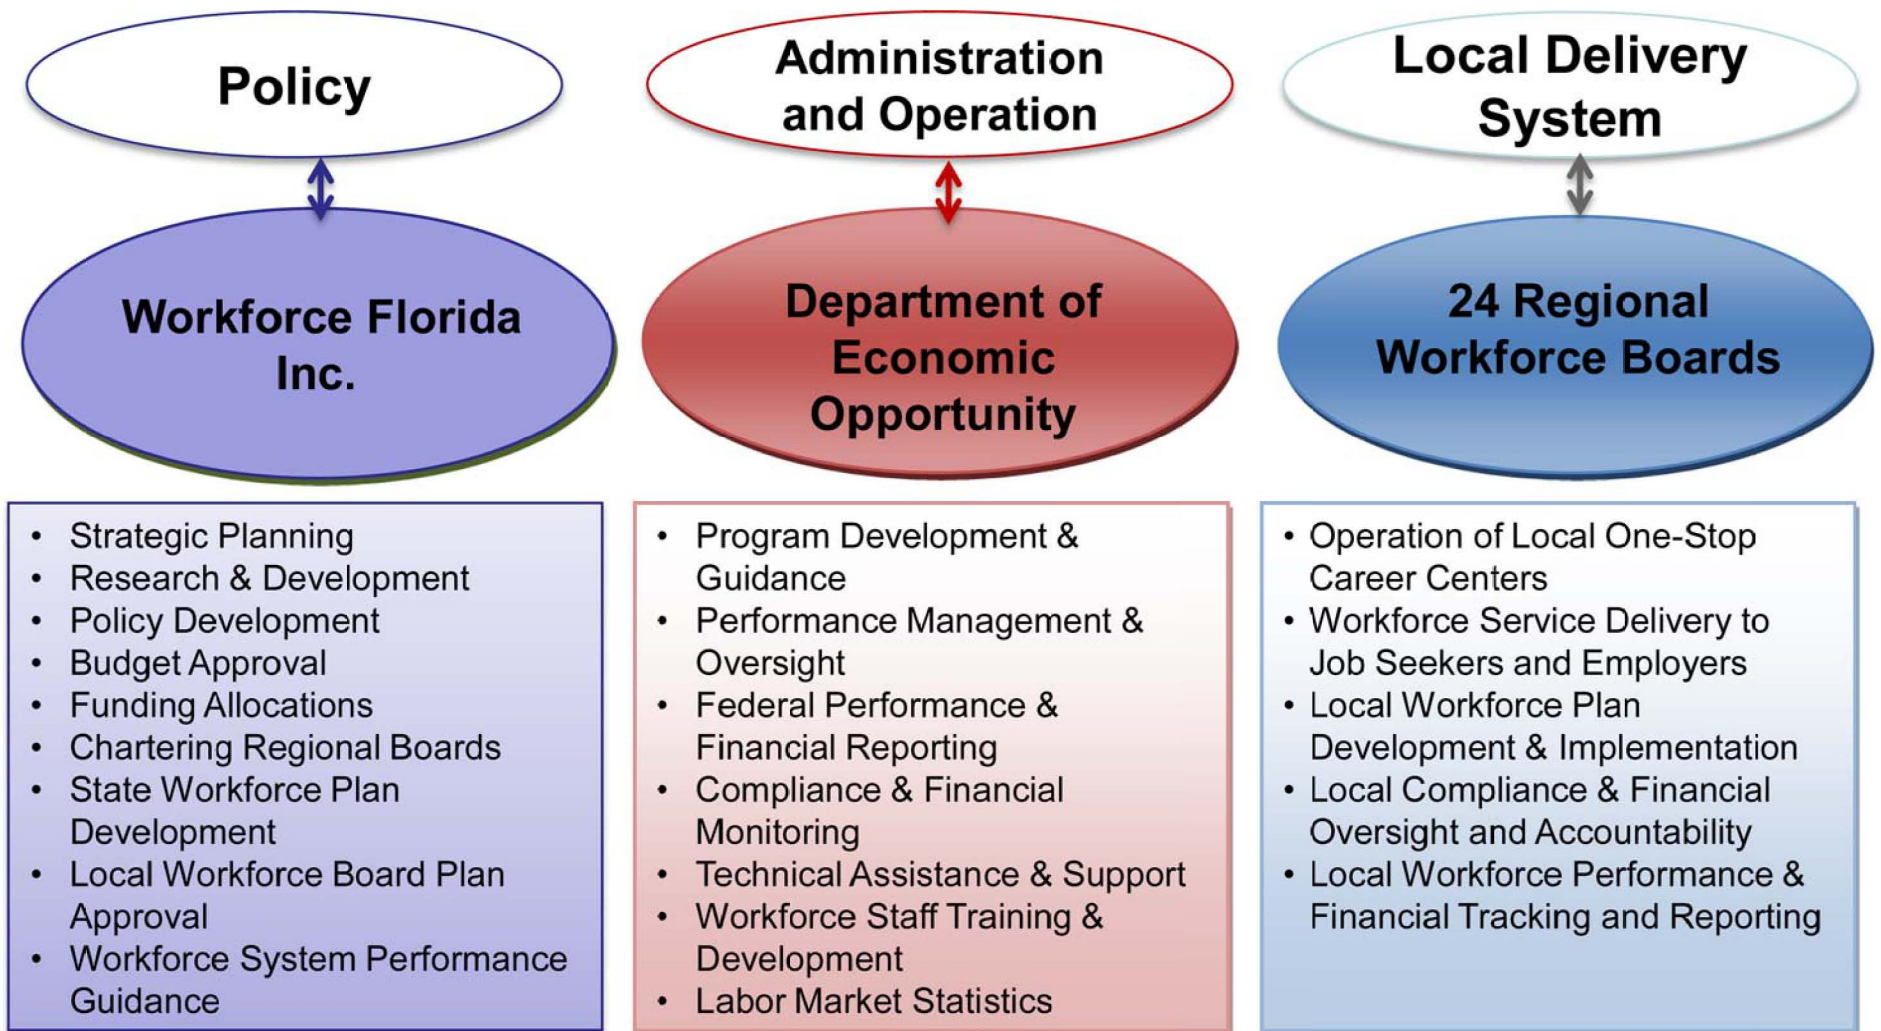 Policy
Workforce Florida
Inc.
• Strategic Planning
• Research & Development
• Policy Development
• Budget Approval
• Funding Allocations
• Chartering Regional Boards
• State Workforce Plan
Development
• Local Workforce Board Plan
Approval
• Workforce System Performance
Guidance
Administration
and Operation
Department of
Economic
Opportunity
• Program Development &
Guidance
• Performance Management &
Oversight
• Federal Performance &
Financial Reporting
• Compliance & Financial
Monitoring
• Technical Assistance & Support
• Workforce Staff Training &
Development
• Labor Market Statistics
Local Delivery
System
24 Regional
Workforce Boards
• Operation of Local One-Stop
Career Centers
• Workforce Service Delivery to
Job Seekers and Employers
• Local Workforce Plan
Development & Implementation
• Local Compliance & Financial
Oversight and Accountability
• Local Workforce Performance &
Financial Tracking and Reporting